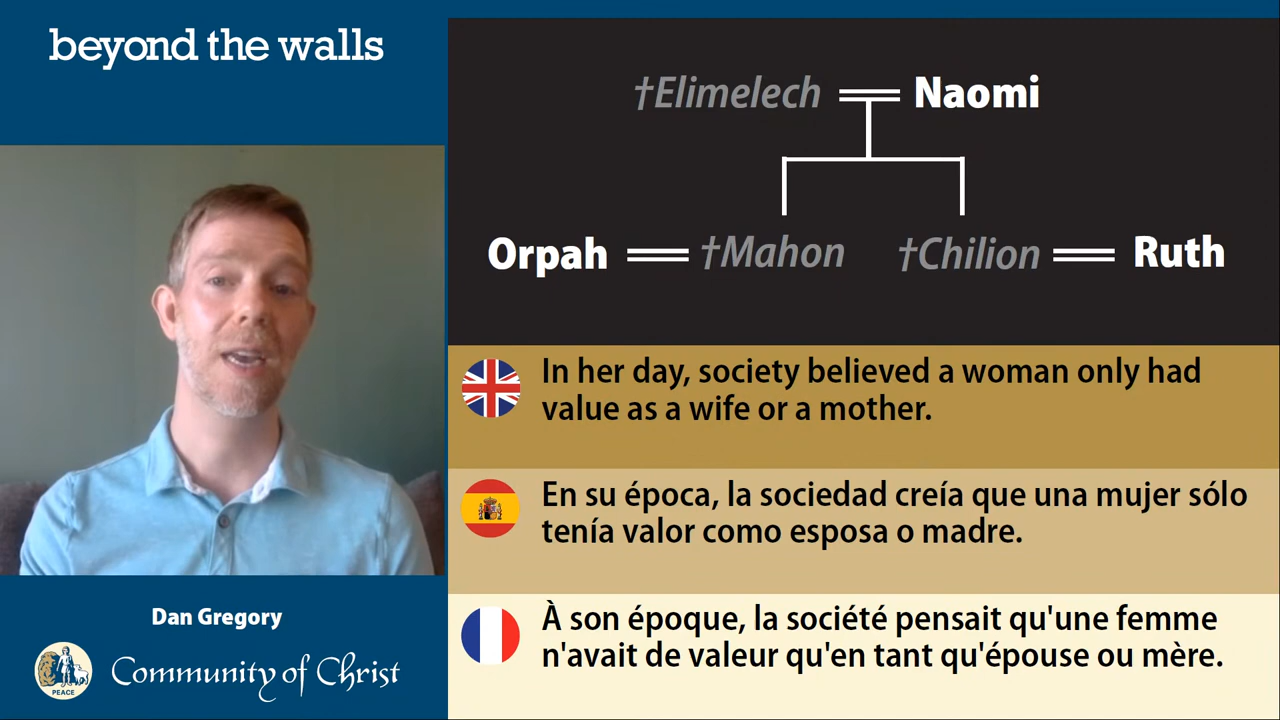 beyond the walls
†Elimelech Naomi
Orpah †Mahon †Chilion Ruth
In her day, society believed a woman only had
value as a wife or a mother.
En su época, la sociedad creía que una mujer sólo
tenía valor como esposa o madre.
À son époque, la société pensait qu'une femme
n'avait de valeur qu'en tant qu'épouse ou mère.
Dan Gregory
PEACE
Community of Christ